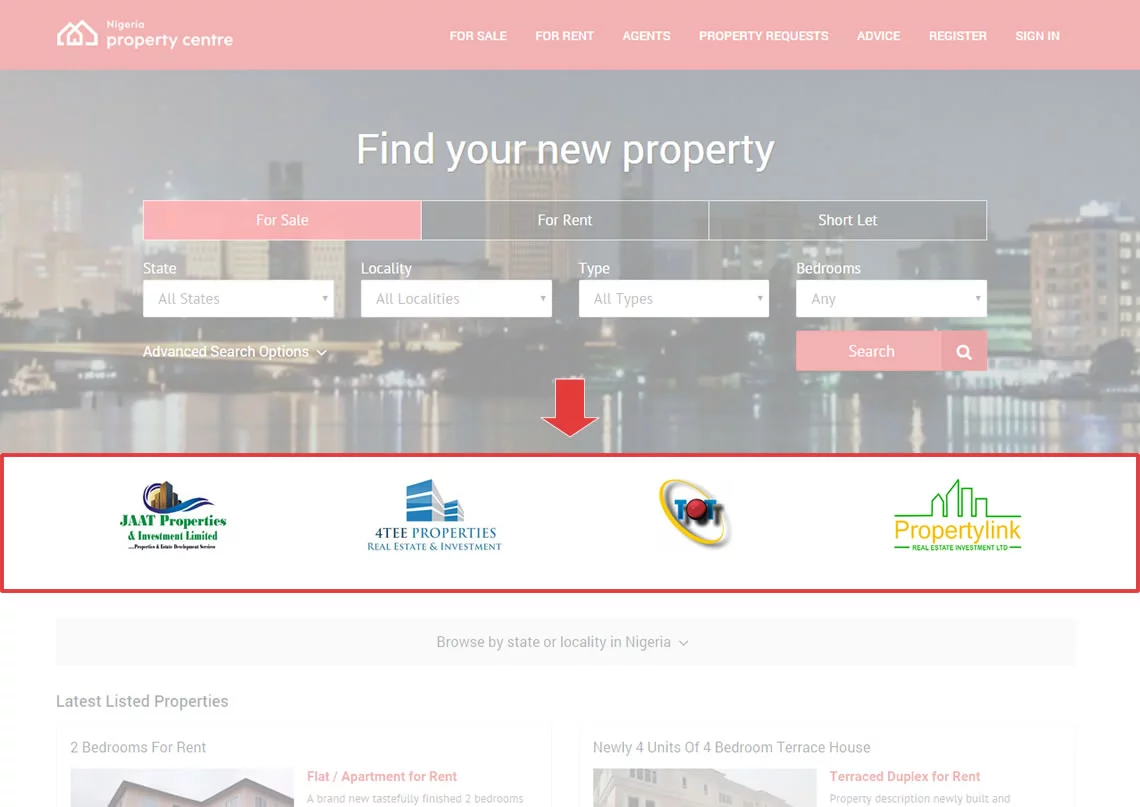 Nigeria
property centre
FOR SALE FOR RENT AGENTS PROPERTY REQUESTS ADVICE REGISTER SIGN IN
Find your new property
For Sale For Rent Short Let
State Locality Type Bedrooms
All States All Localities All Types Any
Advanced Search Options Search
JAAT Properties
& Investment Limited
....Properties & Estate Development Services
4TEE PROPERTIES
REAL ESTATE & INVESTMENT
Propertylink
REAL ESTATE INVESTMENT LTD
Browse by state or locality in Nigeria
Latest Listed Properties
2 Bedrooms For Rent
Flat / Apartment for Rent
A brand new tastefully finished 2 bedrooms
Newly 4 Units Of 4 Bedroom Terrace House
Terraced Duplex for Rent
Property description newly built and